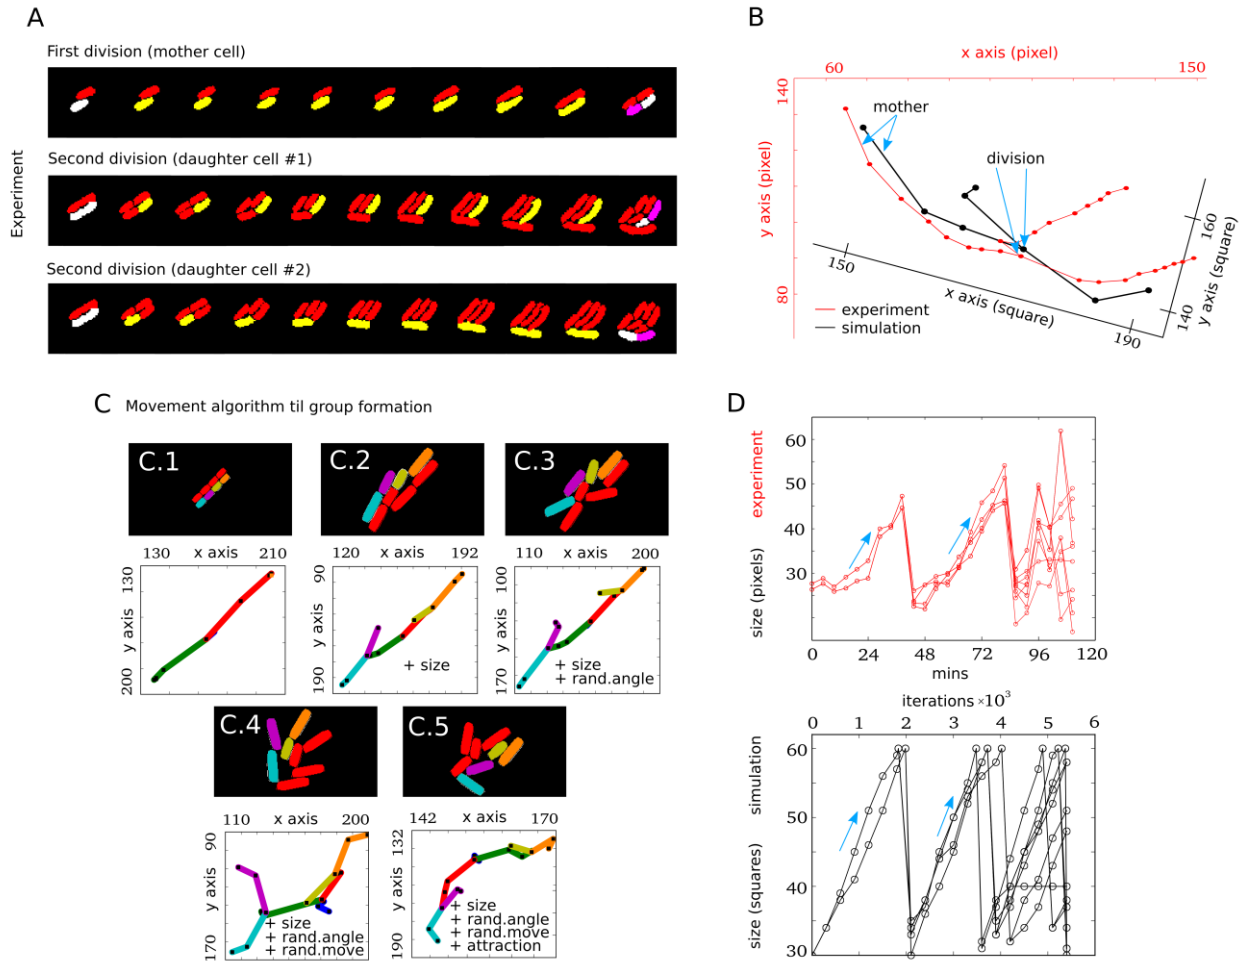 A
First division (mother cell)
Second division (daughter cell #1)
Second division (daughter cell #2)
Experiment
B
x axis (pixel)
60
150
140
80
y axis (pixel)
mother
division
150
190
x axis (square)
140
160
y axis (square)
experiment
simulation
C Movement algorithm til group formation
C.1
C.2
C.3
130 x axis 210
130
y axis
200
120 x axis 192
90
y axis
190
+ size
110 x axis 200
100
y axis
170
+ size
+ rand.angle
C.4
C.5
110 x axis 200
90
y axis
170
+ size
+ rand.angle
+ rand.move
142 x axis 170
132
y axis
190
+ size
+ rand.angle
+ rand.move
+ attraction
D
experiment
size (pixels)
60
50
40
30
0 24 48 72 96 120
mins
iterations ×10³
0 1 2 3 4 5 6
simulation
size (squares)
60
50
40
30